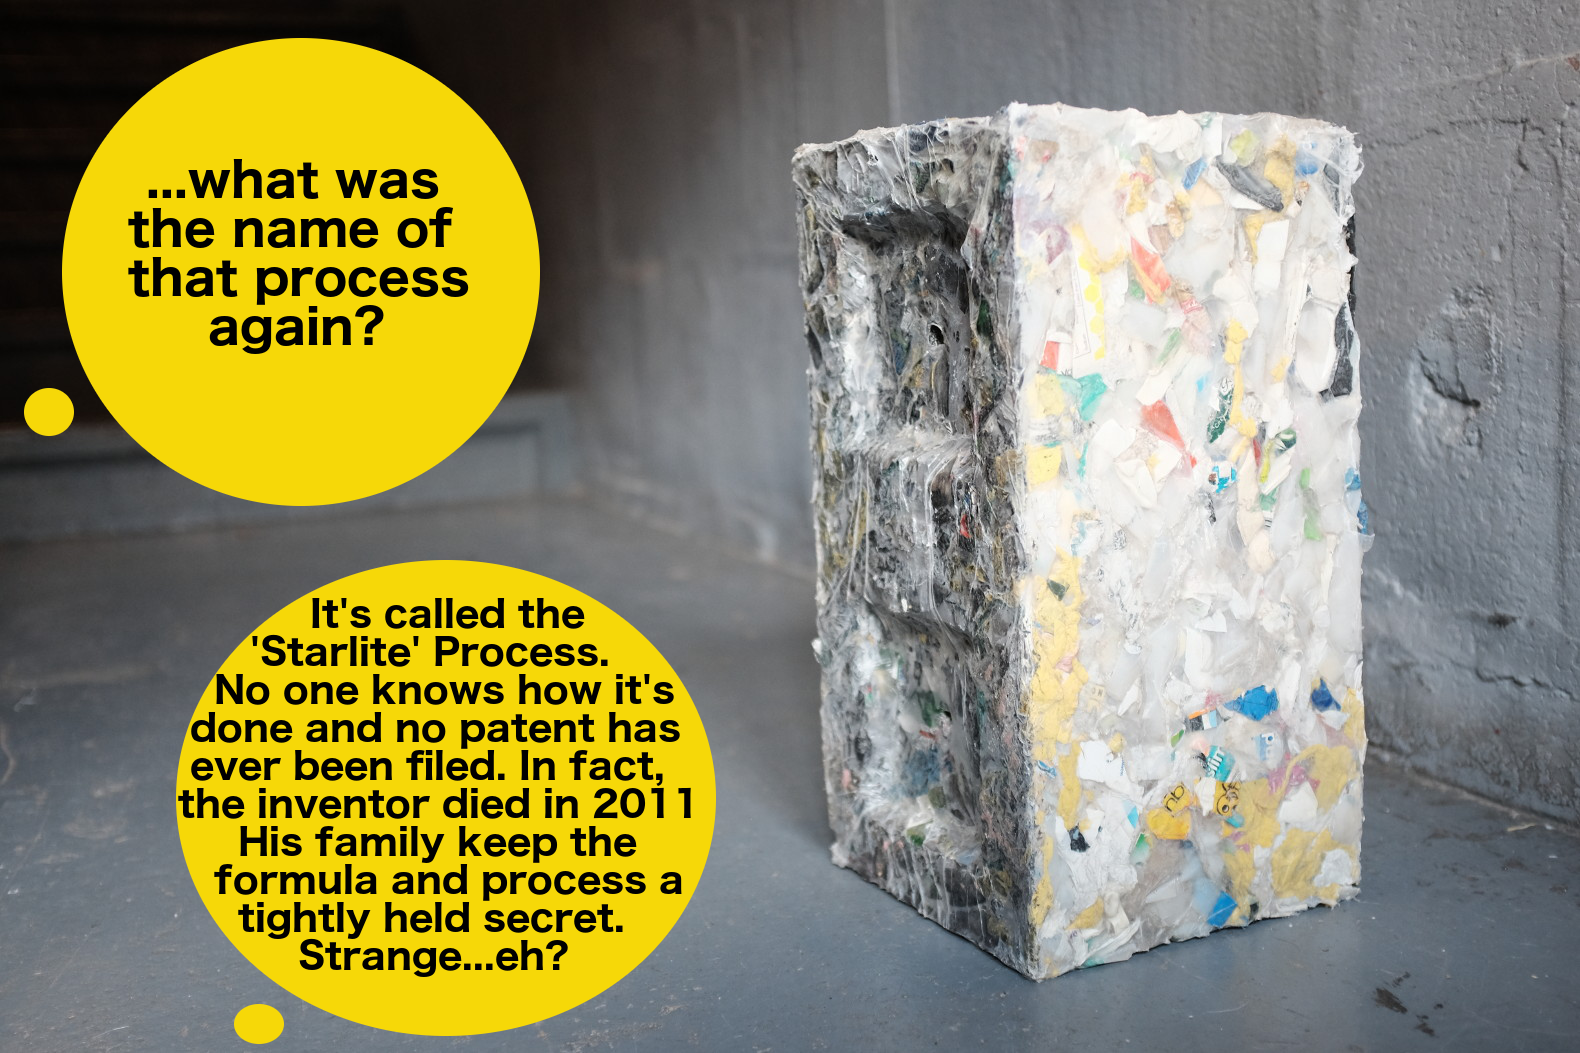 ...what was
the name of
that process
again?
It's called the
'Starlite' Process.
No one knows how it's
done and no patent has
ever been filed. In fact,
the inventor died in 2011
His family keep the
formula and process a
tightly held secret.
Strange...eh?